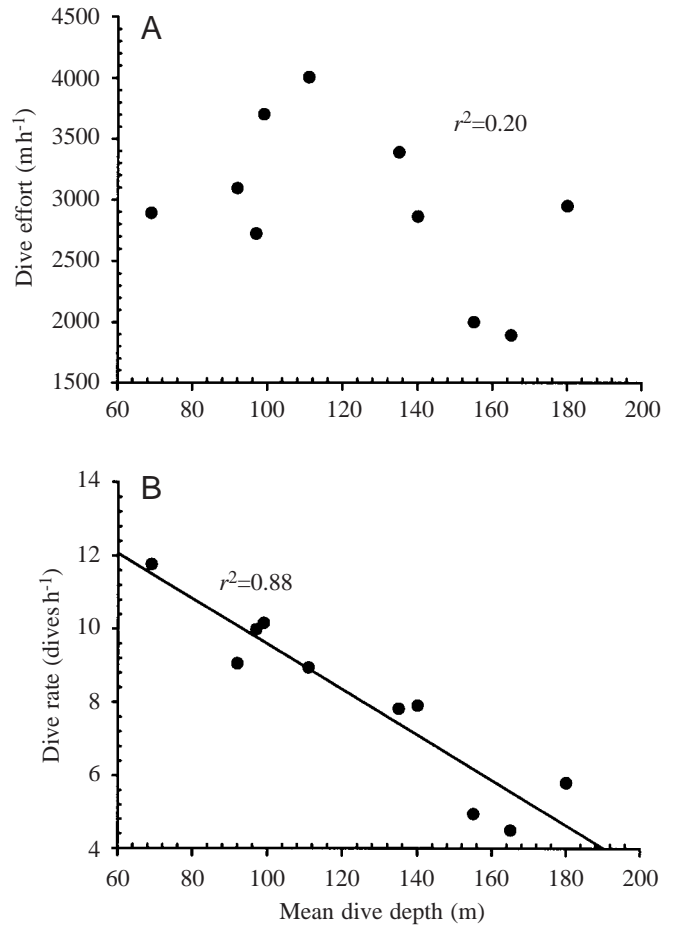 A
4500
4000
3500
3000
2500
2000
1500
Dive effort (m h-1)
r2=0.20
60 80 100 120 140 160 180 200
B
14
12
10
8
6
4
Dive rate (dives h-1)
r2=0.88
60 80 100 120 140 160 180 200
Mean dive depth (m)